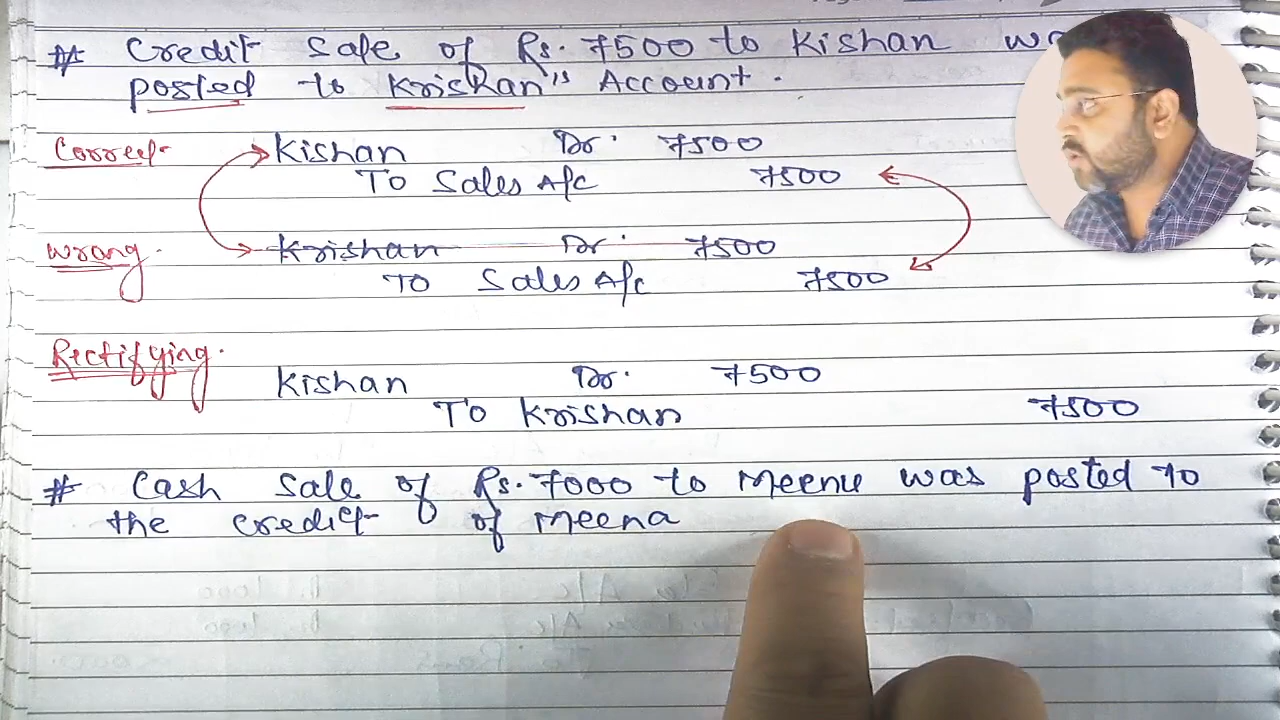 # Credit Sale of Rs. 7500 to Kishan
posted to Krishan's Account.
Correct Kishan Dr. 7500
To Sales A/c 7500
Wrong. Krishan Dr. 7500
To Sales A/c 7500
Rectifying. Kishan Dr. 7500
To Krishan 7500
# Cash Sale of Rs. 7000 to Meenu was posted to
the credit of Meena